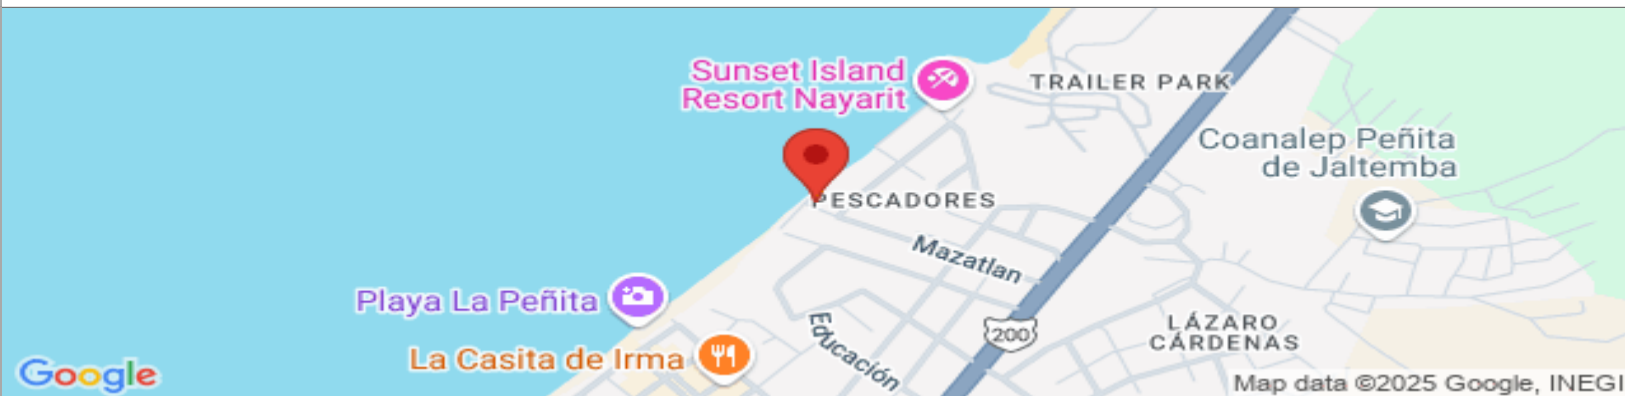 Sunset Island
Resort Nayarit
TRAILER PARK
Coanalep Peñita
de Jaltemba
PESCADORES
Mazatlan
Playa La Peñita
Educación
200
LÁZARO
CÁRDENAS
La Casita de Irma
Google
Map data ©2025 Google, INEGI